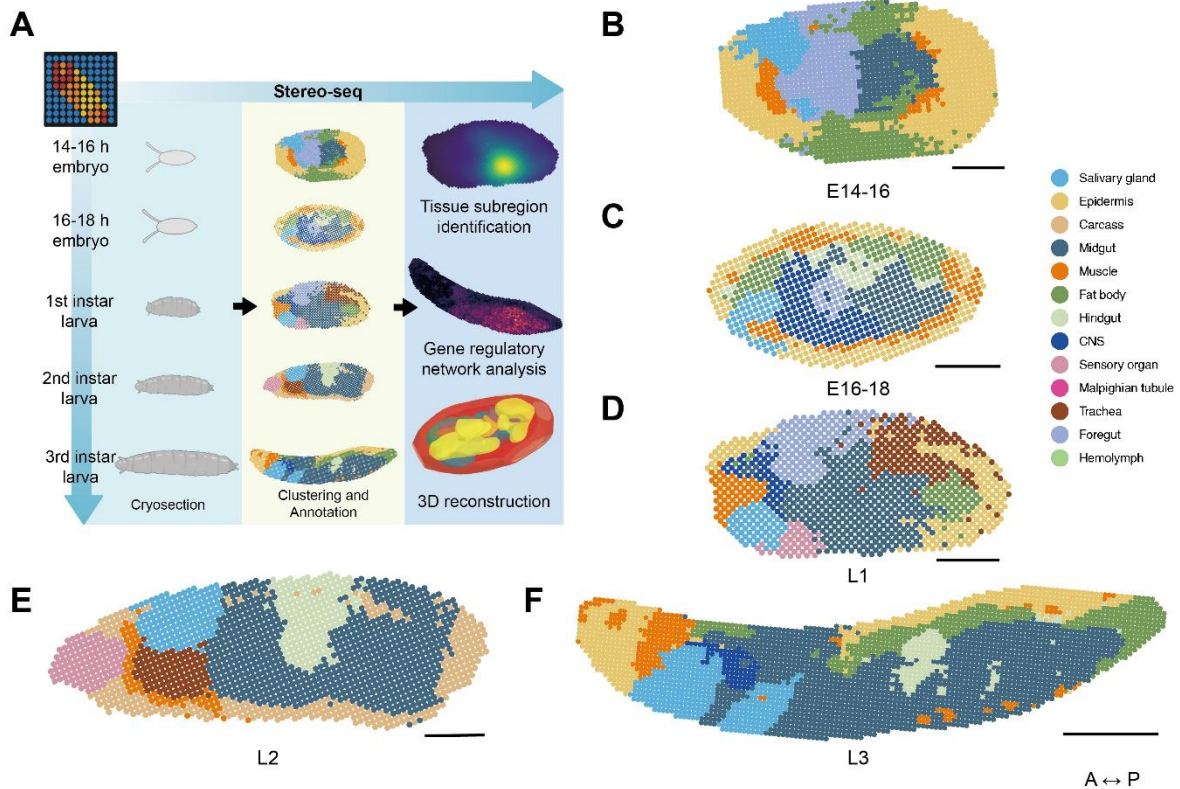 A
Stereo-seq
14-16 h
embryo
16-18 h
embryo
1st instar
larva
2nd instar
larva
3rd instar
larva
Cryosection
Clustering and
Annotation
Tissue subregion
identification
Gene regulatory
network analysis
3D reconstruction
B
E14-16
C
E16-18
D
L1
Salivary gland
Epidermis
Carcass
Midgut
Muscle
Fat body
Hindgut
CNS
Sensory organ
Malpighian tubule
Trachea
Foregut
Hemolymph
E
L2
F
L3
A ↔ P